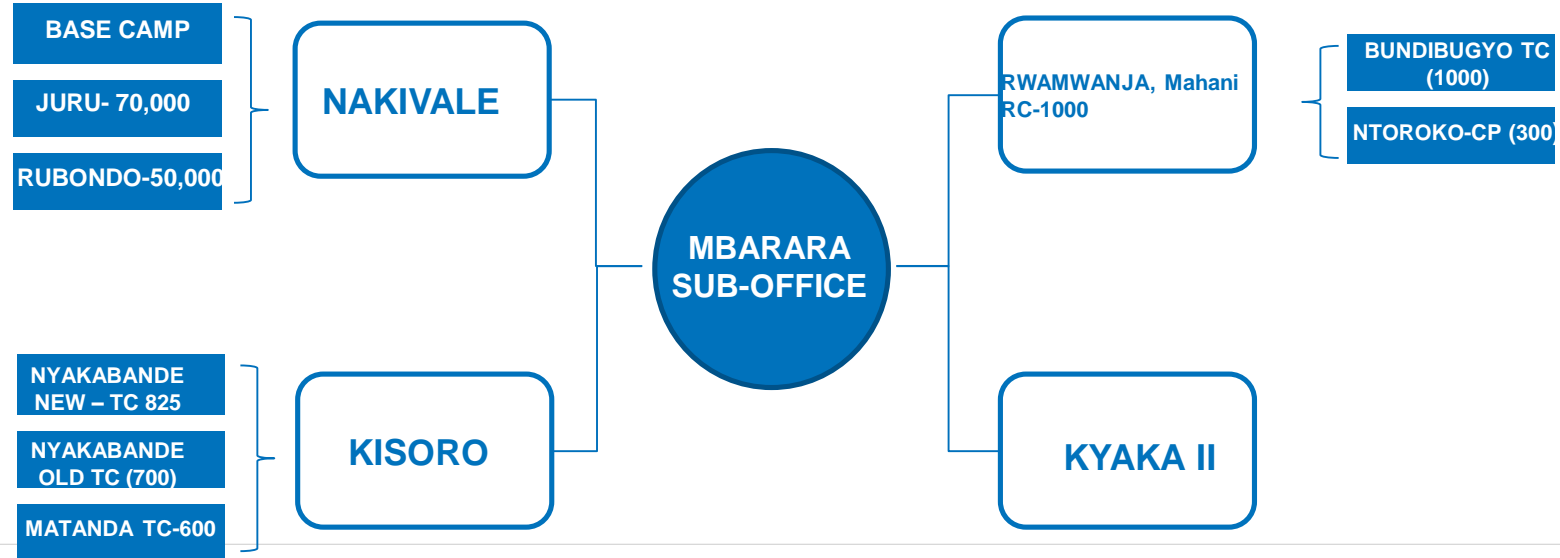 BASE CAMP
JURU- 70,000
RUBONDO-50,000
NAKIVALE
NYAKABANDE
NEW – TC 825
NYAKABANDE
OLD TC (700)
MATANDA TC-600
KISORO
MBARARA
SUB-OFFICE
RWAMWANJA, Mahani
RC-1000
BUNDIBUGYO TC
(1000)
NTOROKO-CP (300)
KYAKA II